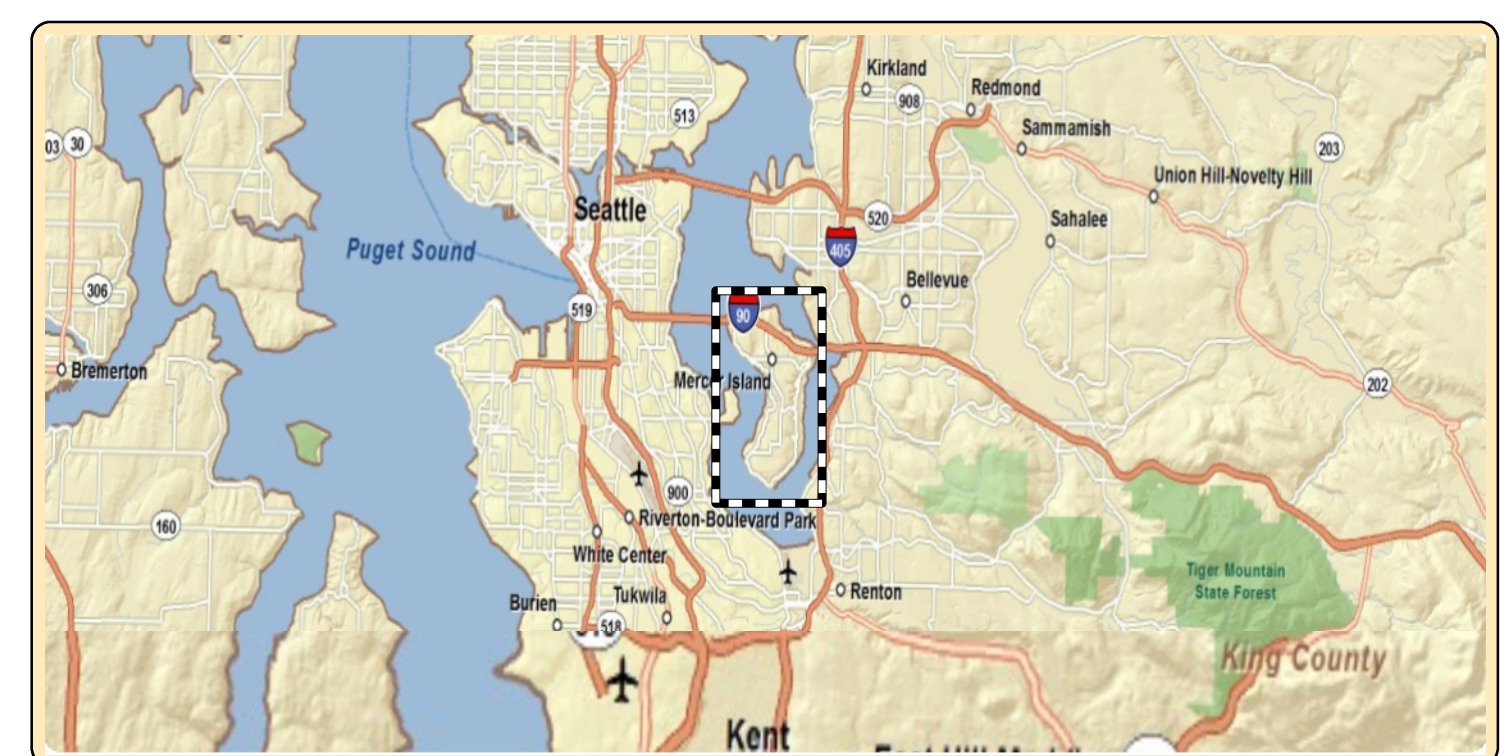 Kirkland
908
Redmond
513
Sammamish
03
30
203
Union Hill-Novelty Hill
Seattle
520
Sahalee
Puget Sound
405
Bellevue
306
519
90
Bremerton
Mercer Island
202
900
160
Riverton-Boulevard Park
White Center
Tiger Mountain
State Forest
Burien
Tukwila
Renton
518
King County
Kent